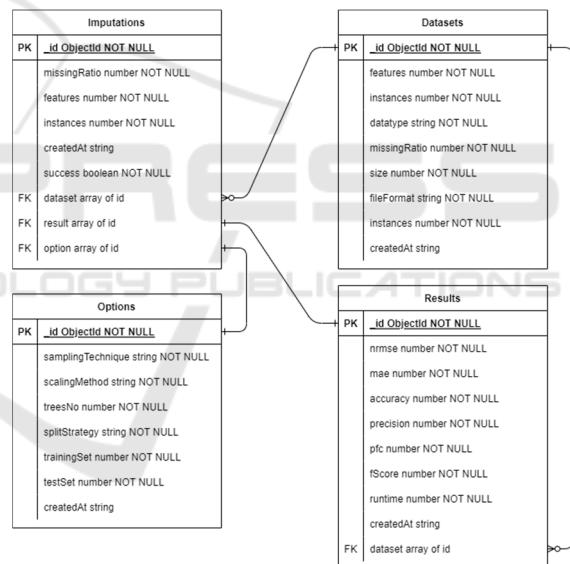 Imputations
PK _id ObjectId NOT NULL
missingRatio number NOT NULL
features number NOT NULL
instances number NOT NULL
createdAt string
success boolean NOT NULL
FK dataset array of id
FK result array of id
FK option array of id
Datasets
PK _id ObjectId NOT NULL
features number NOT NULL
instances number NOT NULL
datatype string NOT NULL
missingRatio number NOT NULL
size number NOT NULL
fileFormat string NOT NULL
instances number NOT NULL
createdAt string
Options
PK _id ObjectId NOT NULL
samplingTechnique string NOT NULL
scalingMethod string NOT NULL
treesNo number NOT NULL
splitStrategy string NOT NULL
trainingSet number NOT NULL
testSet number NOT NULL
createdAt string
Results
PK _id ObjectId NOT NULL
nrmse number NOT NULL
mae number NOT NULL
accuracy number NOT NULL
precision number NOT NULL
pfc number NOT NULL
fScore number NOT NULL
runtime number NOT NULL
createdAt string
FK dataset array of id
PRESS
PUBLICATIONS